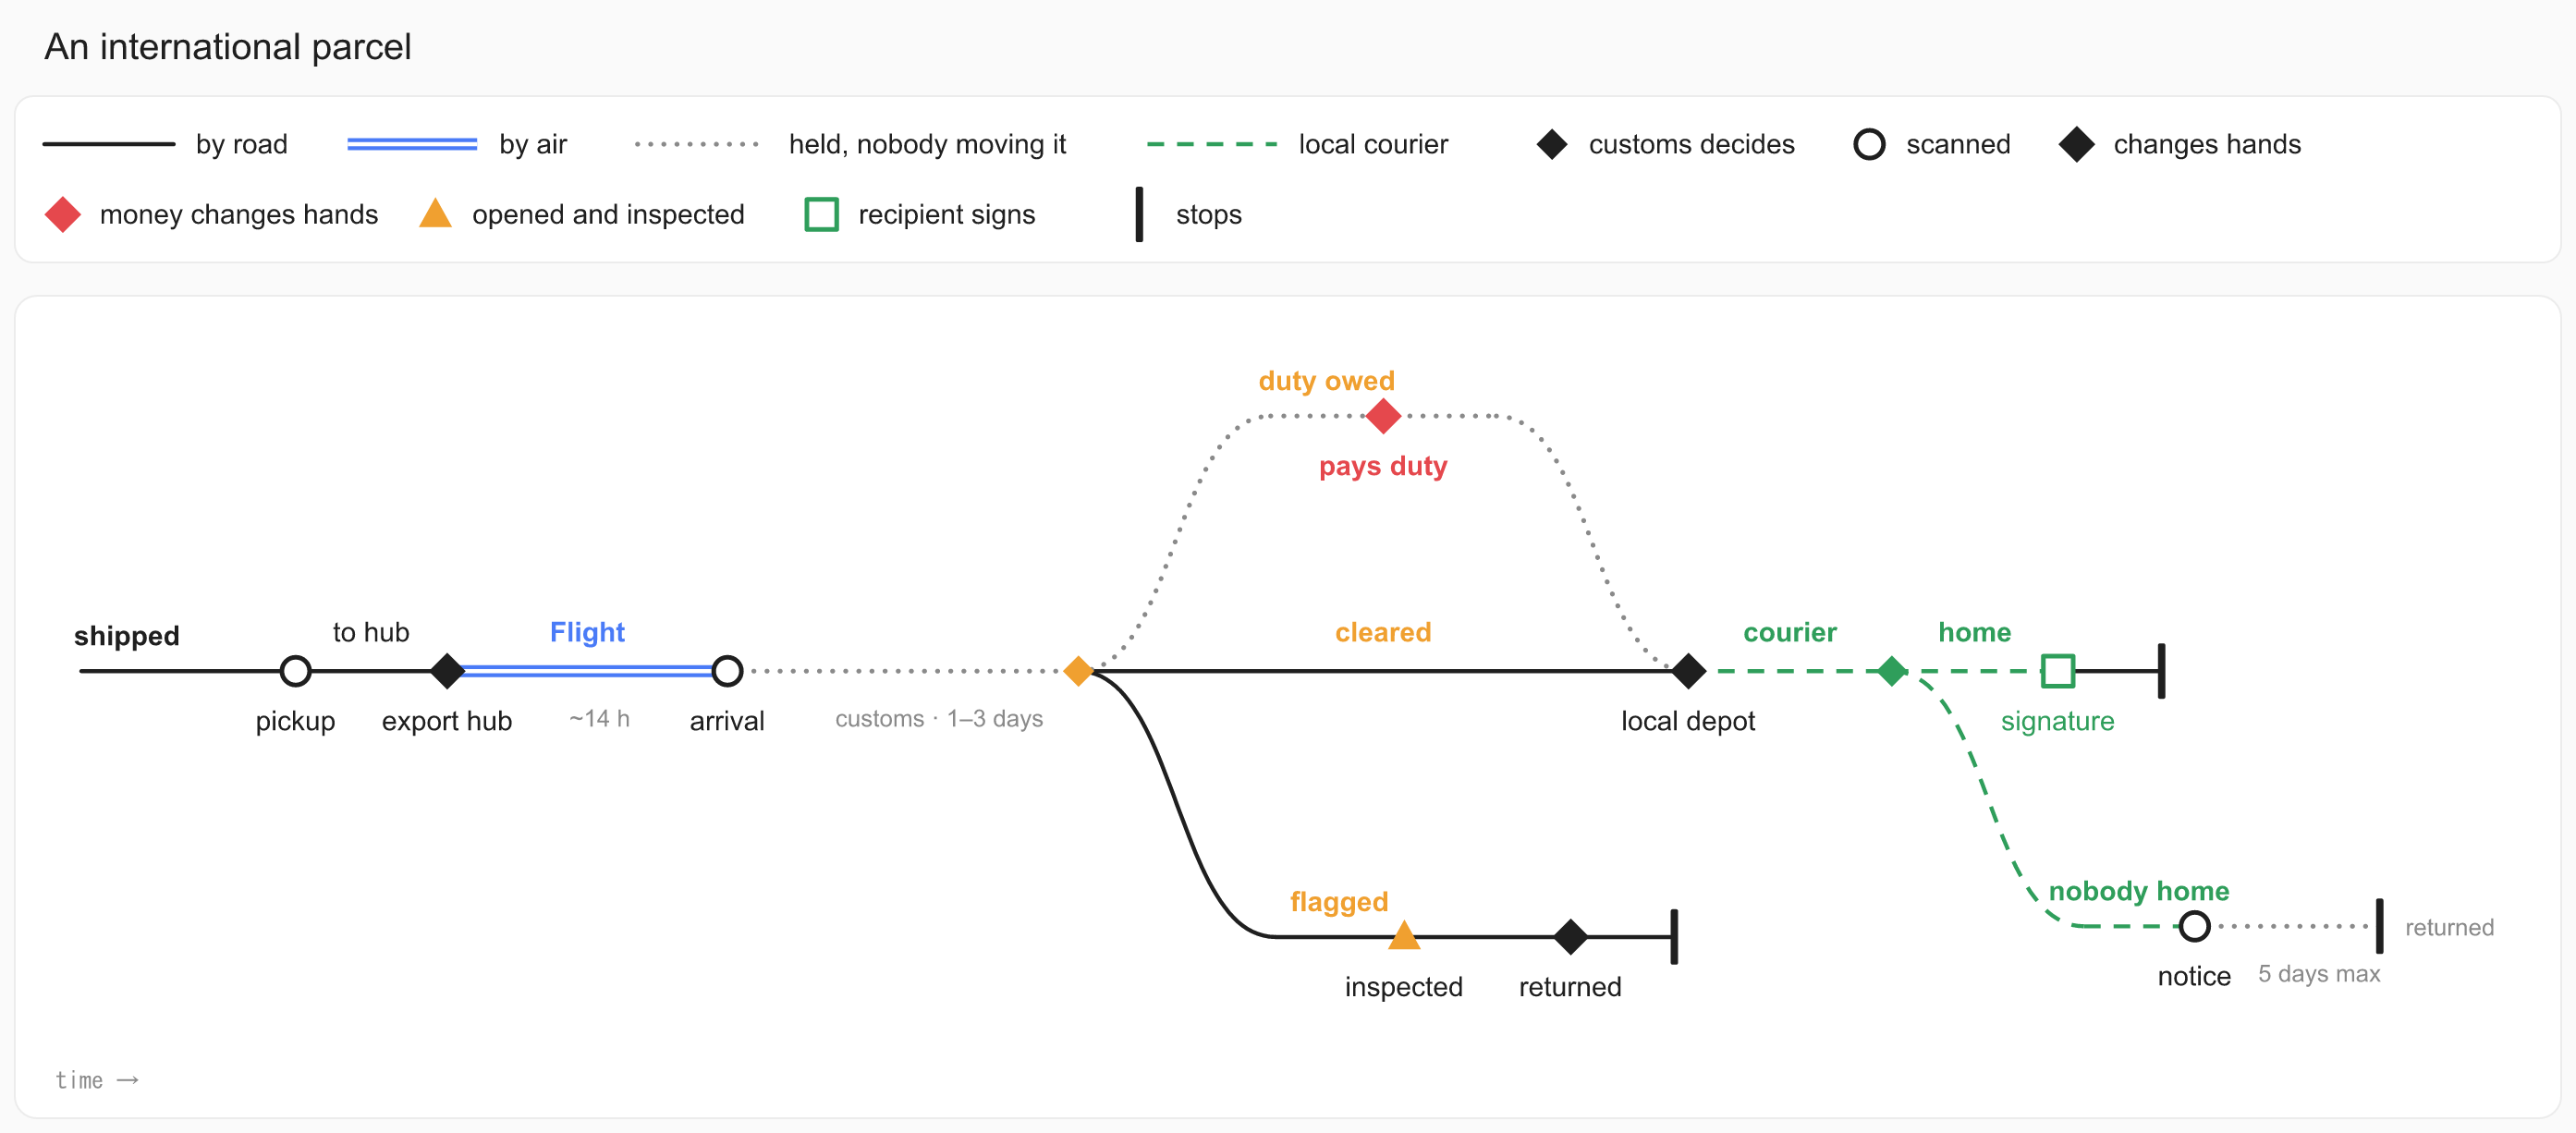 An international parcel
by road
by air
held, nobody moving it
local courier
customs decides
scanned
changes hands
money changes hands
opened and inspected
recipient signs
stops
duty owed
pays duty
shipped
to hub
Flight
cleared
courier
home
pickup
export hub
~14 h
arrival
customs · 1–3 days
local depot
signature
flagged
nobody home
returned
inspected
returned
notice
5 days max
time →